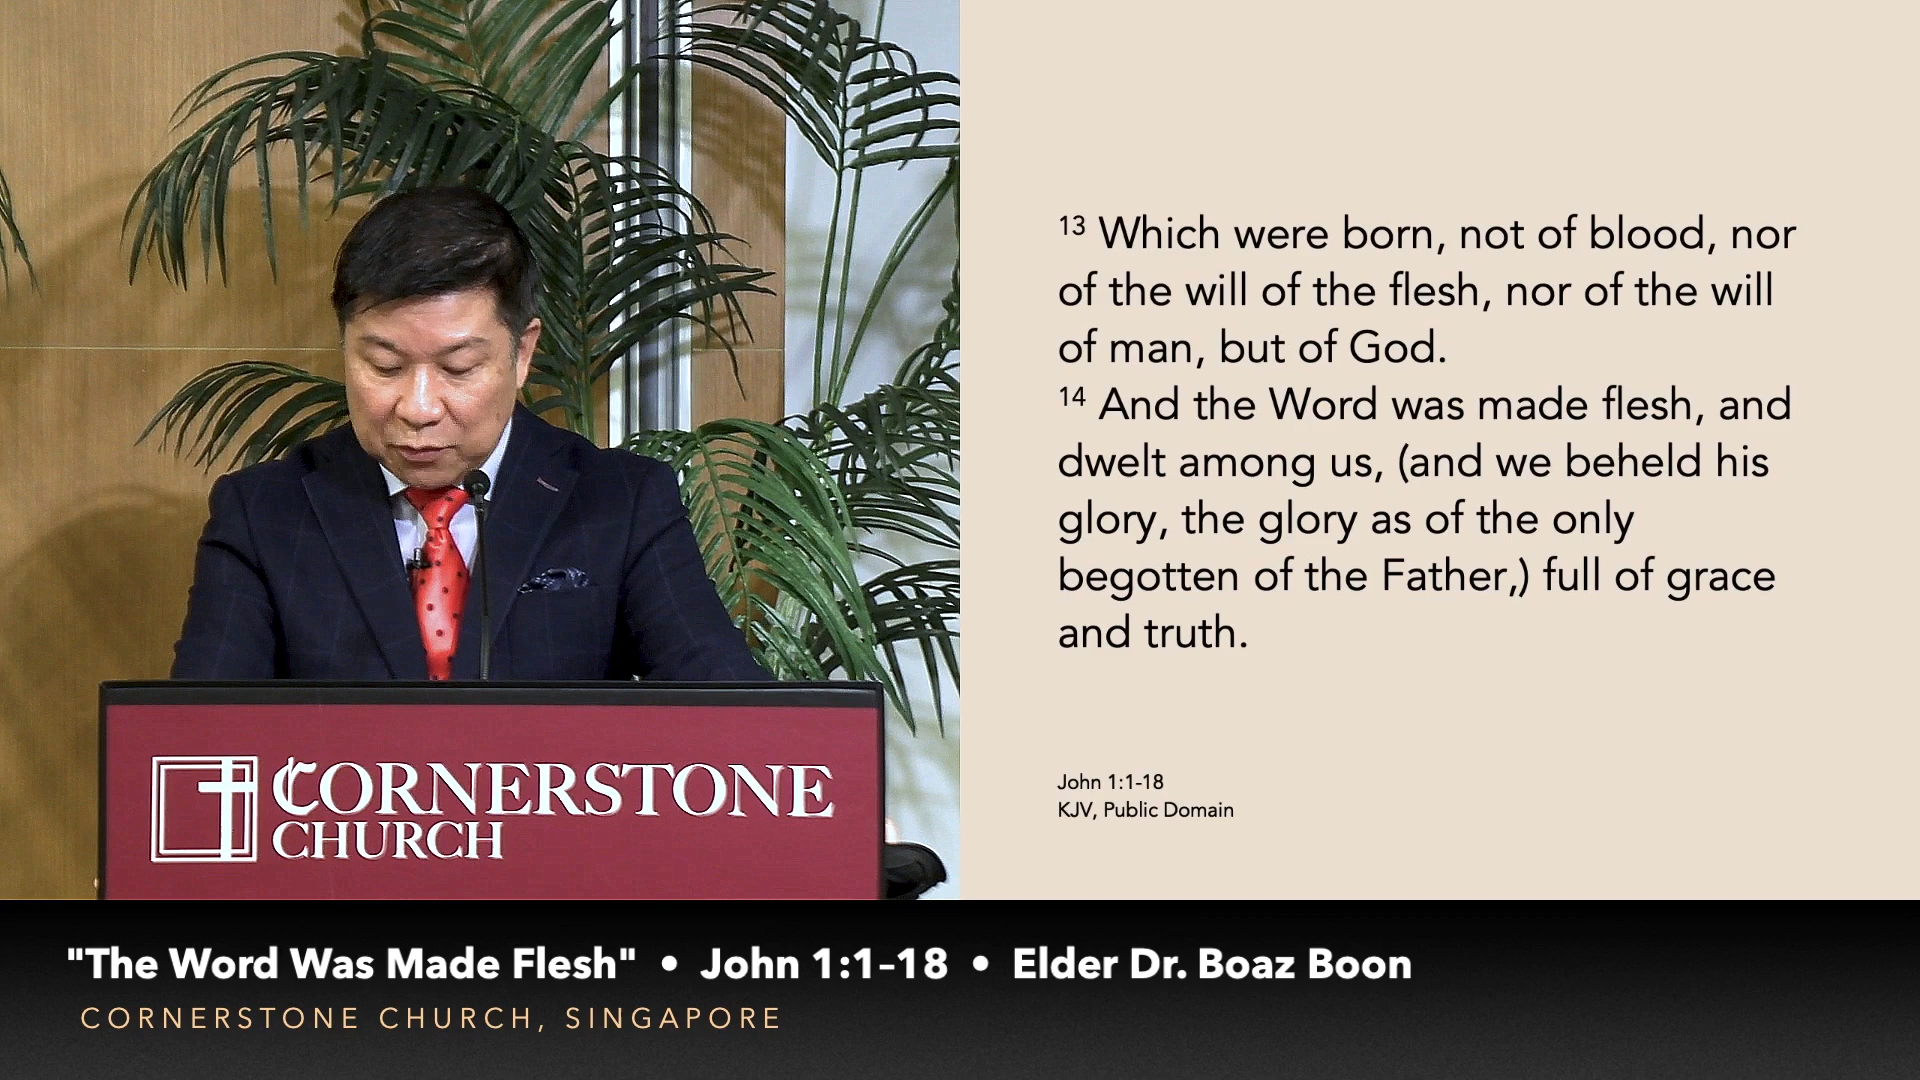 ¹³ Which were born, not of blood, nor
of the will of the flesh, nor of the will
of man, but of God.
¹⁴ And the Word was made flesh, and
dwelt among us, (and we beheld his
glory, the glory as of the only
begotten of the Father,) full of grace
and truth.
John 1:1-18
KJV, Public Domain
CORNERSTONE
CHURCH
"The Word Was Made Flesh" • John 1:1–18 • Elder Dr. Boaz Boon
CORNERSTONE CHURCH, SINGAPORE